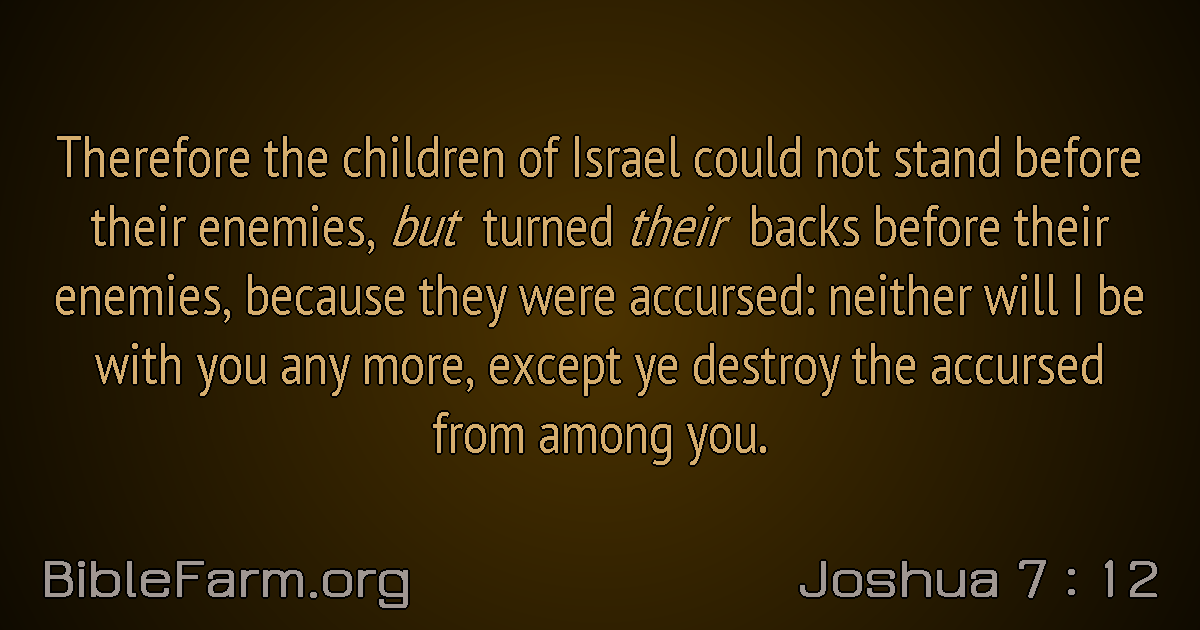 Therefore the children of Israel could not stand before
their enemies, but turned their backs before their
enemies, because they were accursed: neither will I be
with you any more, except ye destroy the accursed
from among you.
BibleFarm.org
Joshua 7 : 12